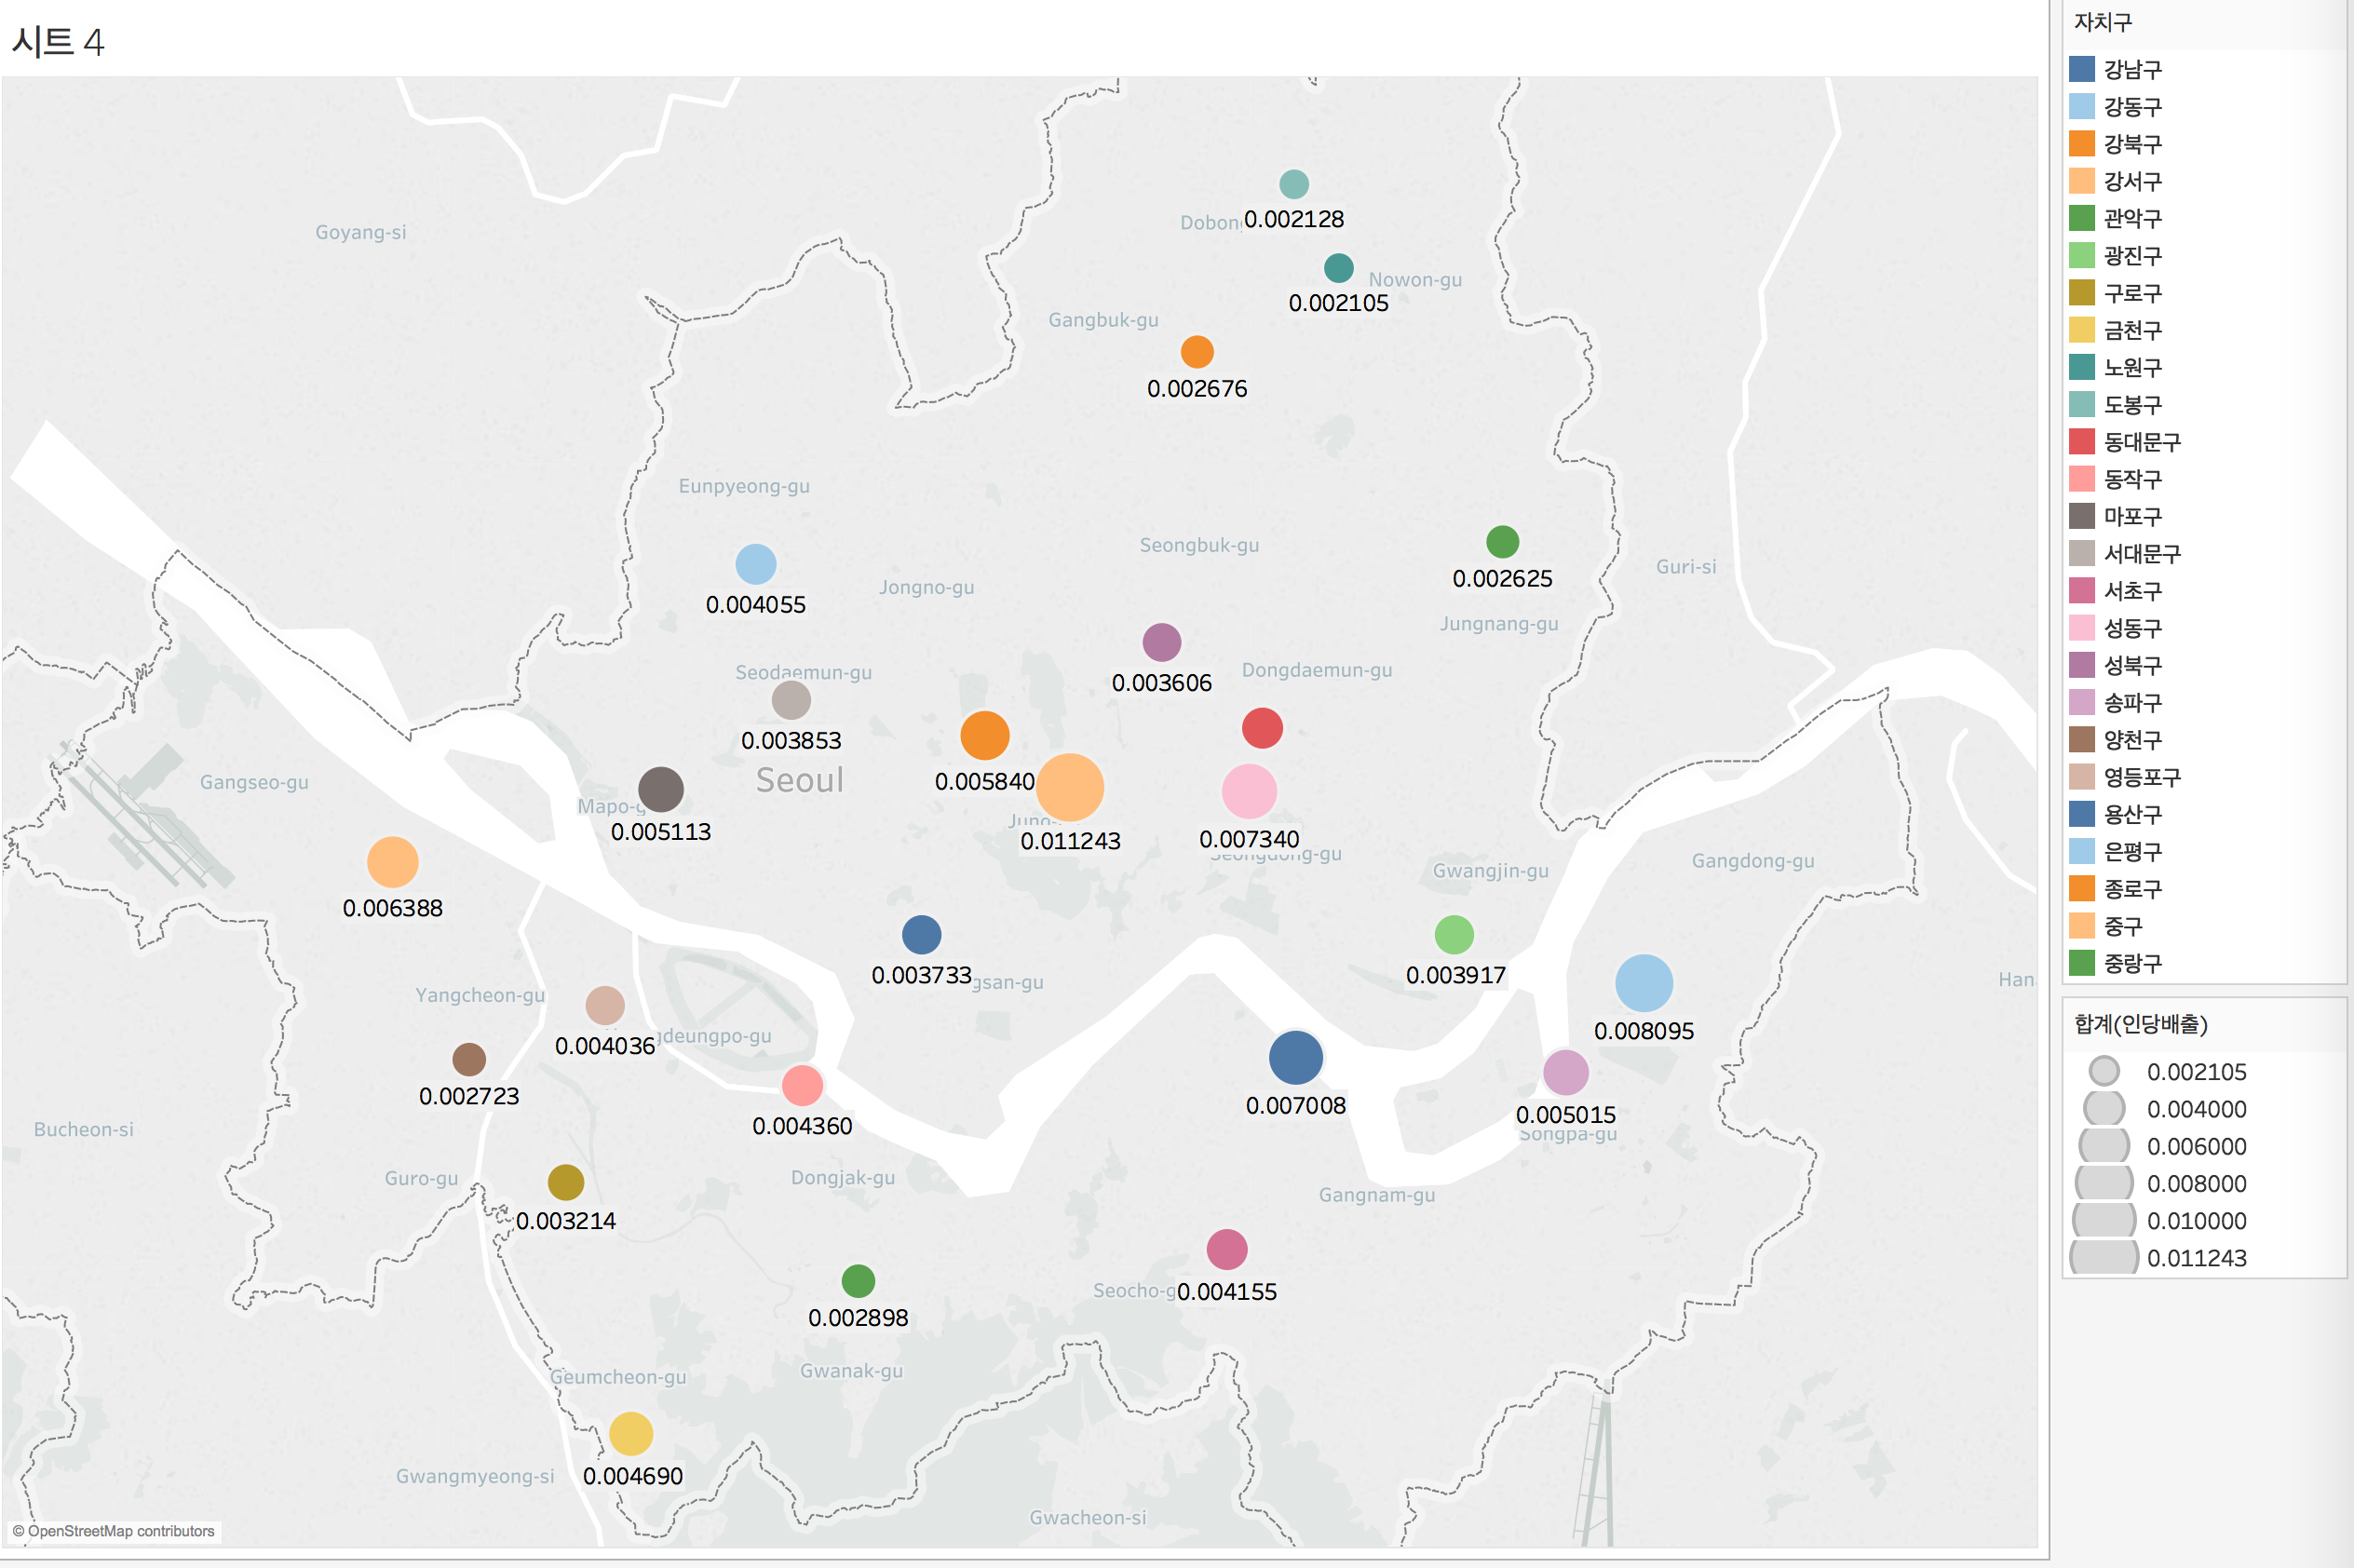 시트 4
Goyang-si
Dobong
0.002128
Nowon-gu
0.002105
Gangbuk-gu
0.002676
Eunpyeong-gu
Seongbuk-gu
Guri-si
0.004055
Jongno-gu
0.002625
Jungnang-gu
0.003606
Seodaemun-gu
Dongdaemun-gu
0.003853
Seoul
Gangseo-gu
0.005840
Mapo-g
Jung-
0.005113
0.011243
0.007340
Seongdong-gu
Gwangjin-gu
Gangdong-gu
0.006388
0.003733
gsan-gu
0.003917
Han
Yangcheon-gu
0.008095
0.004036
gdeungpo-gu
0.002723
0.007008
0.005015
Songpa-gu
Bucheon-si
0.004360
Guro-gu
Dongjak-gu
Gangnam-gu
0.003214
Seocho-g
0.004155
0.002898
Geumcheon-gu
Gwanak-gu
Gwangmyeong-si
0.004690
Gwacheon-si
© OpenStreetMap contributors
자치구
강남구
강동구
강북구
강서구
관악구
광진구
구로구
금천구
노원구
도봉구
동대문구
동작구
마포구
서대문구
서초구
성동구
성북구
송파구
양천구
영등포구
용산구
은평구
종로구
중구
중랑구
합계(인당배출)
0.002105
0.004000
0.006000
0.008000
0.010000
0.011243